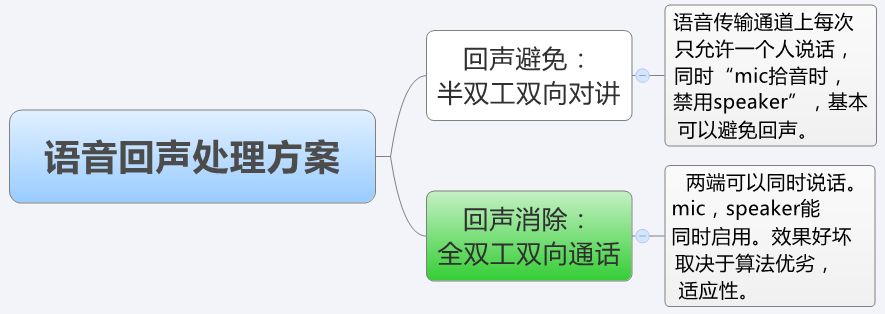 语音回声处理方案
回声避免：
半双工双向对讲
语音传输通道上每次
只允许一个人说话，
同时“mic拾音时，
禁用speaker”，基本
可以避免回声。
回声消除：
全双工双向通话
两端可以同时说话。
mic，speaker能
同时启用。效果好坏
取决于算法优劣，
适应性。